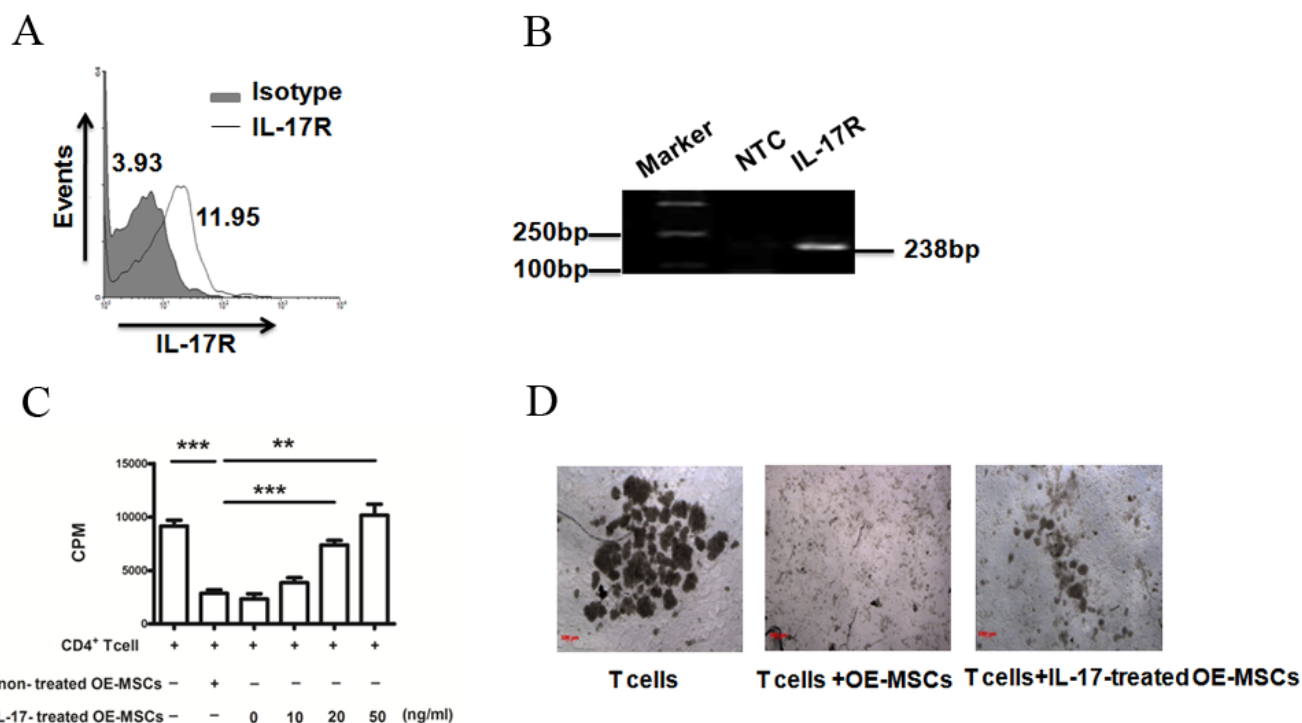 A
Isotype
IL-17R
3.93
11.95
Events
IL-17R
B
Marker
NTC
IL-17R
250bp
100bp
238bp
C
***
**
***
15000
10000
5000
0
CPM
CD4+ Tcell + + + + + +
non- treated OE-MSCs – + – – – –
L-17- treated OE-MSCs – – 0 10 20 50 (ng/ml)
D
T cells
T cells +OE-MSCs
T cells+IL-17-treated OE-MSCs